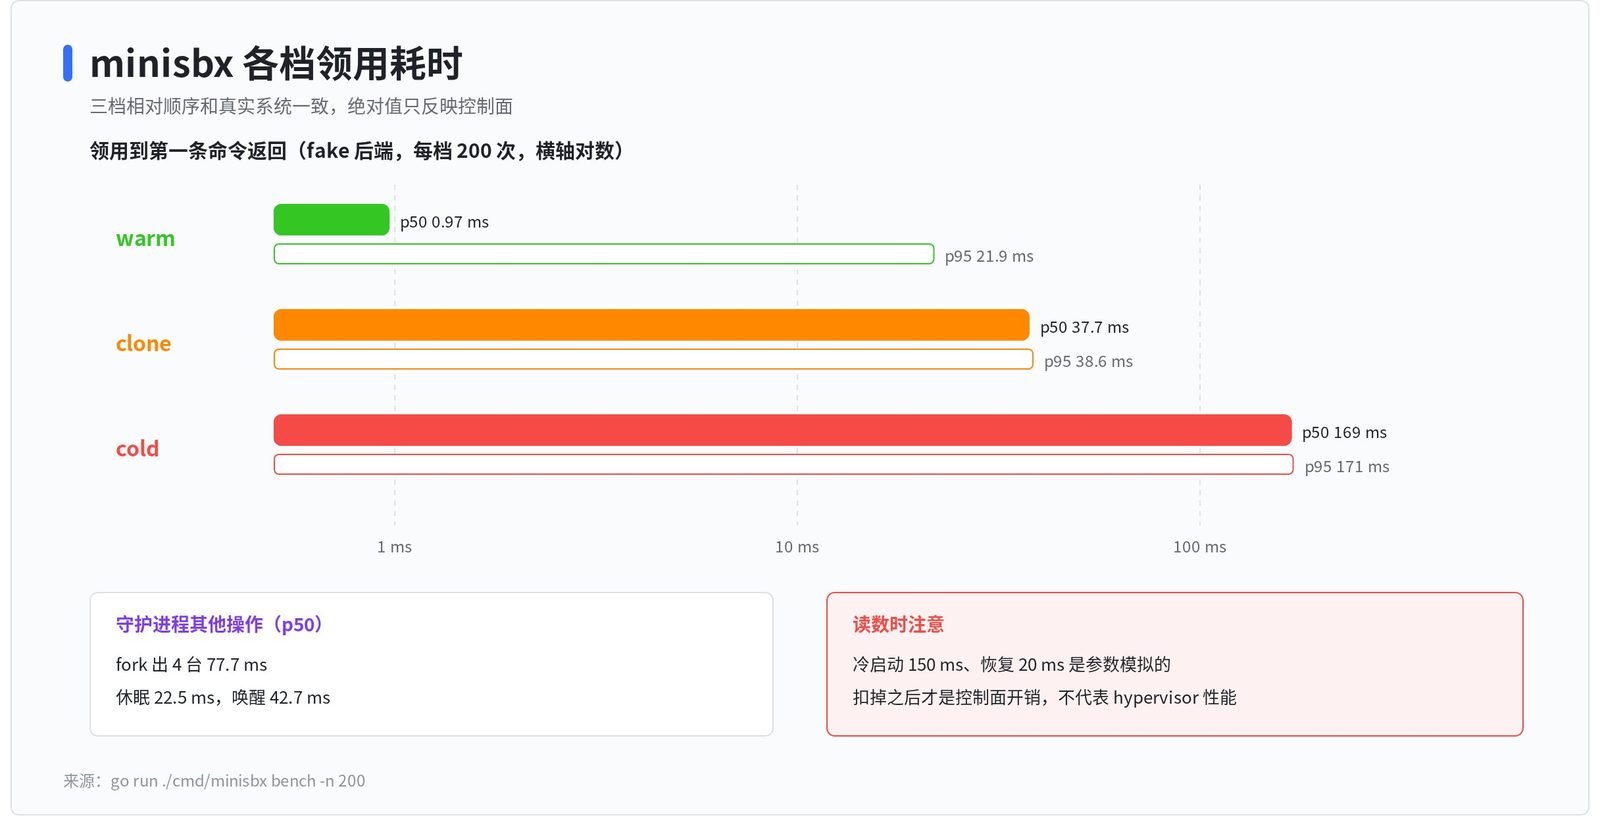 minisbx 各档领用耗时
三档相对顺序和真实系统一致，绝对值只反映控制面
领用到第一条命令返回（fake 后端，每档 200 次，横轴对数）
warm
p50 0.97 ms
p95 21.9 ms
clone
p50 37.7 ms
p95 38.6 ms
cold
p50 169 ms
p95 171 ms
1 ms
10 ms
100 ms
守护进程其他操作（p50）
fork 出 4 台 77.7 ms
休眠 22.5 ms，唤醒 42.7 ms
读数时注意
冷启动 150 ms、恢复 20 ms 是参数模拟的
扣掉之后才是控制面开销，不代表 hypervisor 性能
来源：go run ./cmd/minisbx bench -n 200